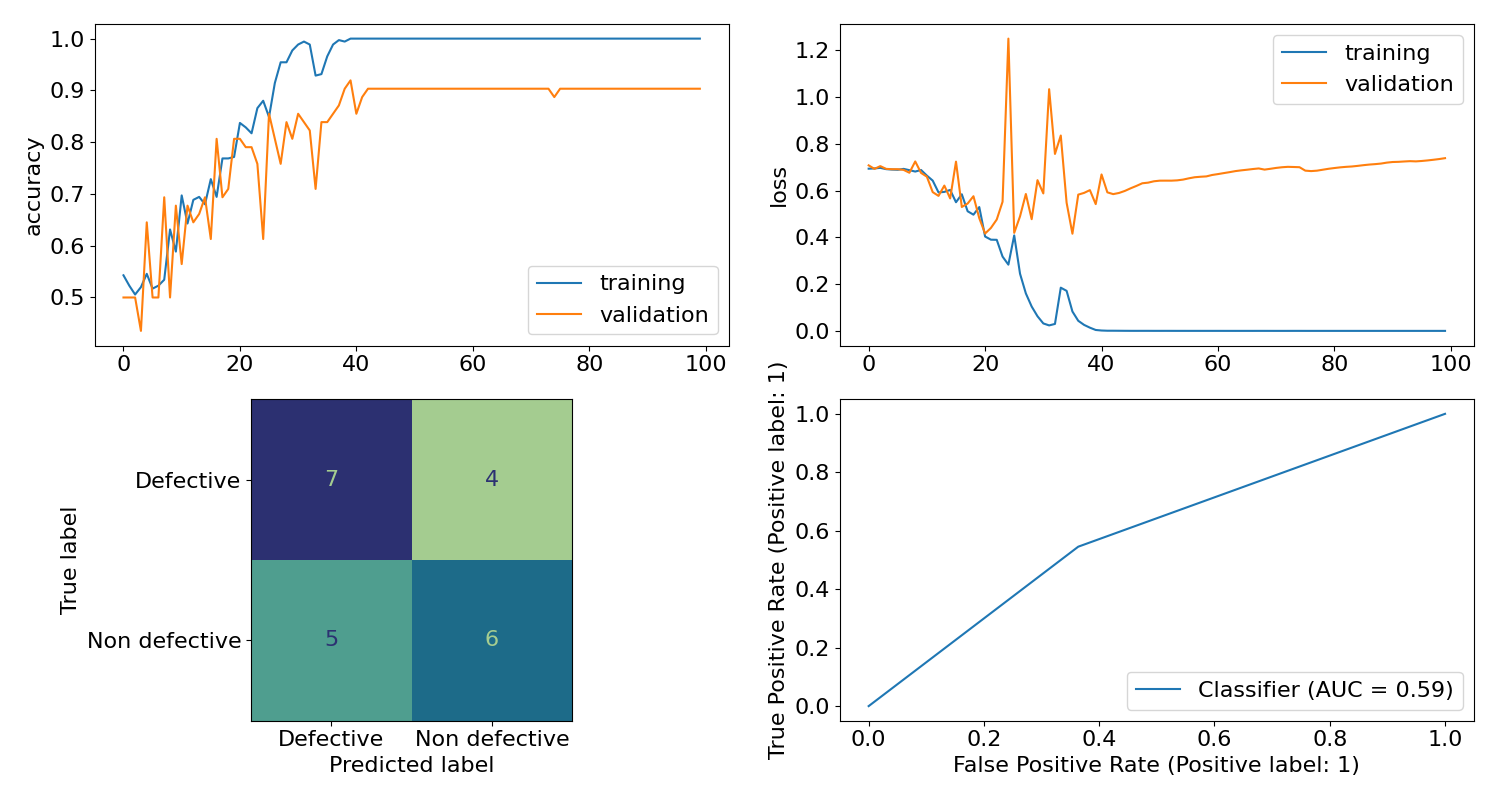 accuracy
1.0
0.9
0.8
0.7
0.6
0.5
0 20 40 60 80 100
training
validation
loss
1.2
1.0
0.8
0.6
0.4
0.2
0.0
0 20 40 60 80 100
training
validation
True label
Defective
Non defective
7 4
5 6
Defective Non defective
Predicted label
True Positive Rate (Positive label: 1)
1.0
0.8
0.6
0.4
0.2
0.0
Classifier (AUC = 0.59)
0.0 0.2 0.4 0.6 0.8 1.0
False Positive Rate (Positive label: 1)